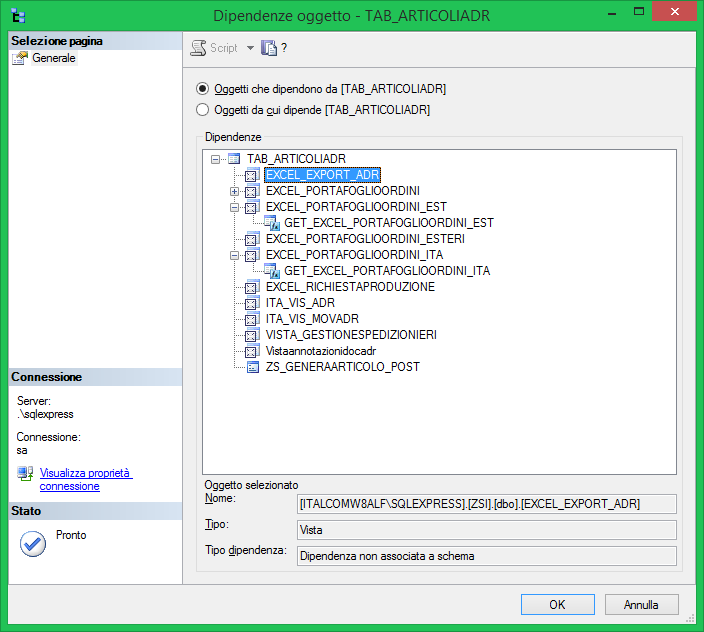 Dipendenze oggetto - TAB_ARTICOLIADR
Selezione pagina
Generale
Script
?
Oggetti che dipendono da [TAB_ARTICOLIADR]
Oggetti da cui dipende [TAB_ARTICOLIADR]
Dipendenze
TAB_ARTICOLIADR
EXCEL_EXPORT_ADR
EXCEL_PORTAFOGLIOORDINI
EXCEL_PORTAFOGLIOORDINI_EST
GET_EXCEL_PORTAFOGLIOORDINI_EST
EXCEL_PORTAFOGLIOORDINI_ESTERI
EXCEL_PORTAFOGLIOORDINI_ITA
GET_EXCEL_PORTAFOGLIOORDINI_ITA
EXCEL_RICHIESTAPRODUZIONE
ITA_VIS_ADR
ITA_VIS_MOVADR
VISTA_GESTIONESPEDIZIONIERI
Vistaannotazionidocadr
ZS_GENERAARTICOLO_POST
Connessione
Server:
.\sqlexpress
Connessione:
sa
Visualizza proprietà
connessione
Stato
Pronto
Oggetto selezionato
Nome:
[ITALCOMW8ALF\SQLEXPRESS].[ZSI].[dbo].[EXCEL_EXPORT_ADR]
Tipo:
Vista
Tipo dipendenza:
Dipendenza non associata a schema
OK
Annulla